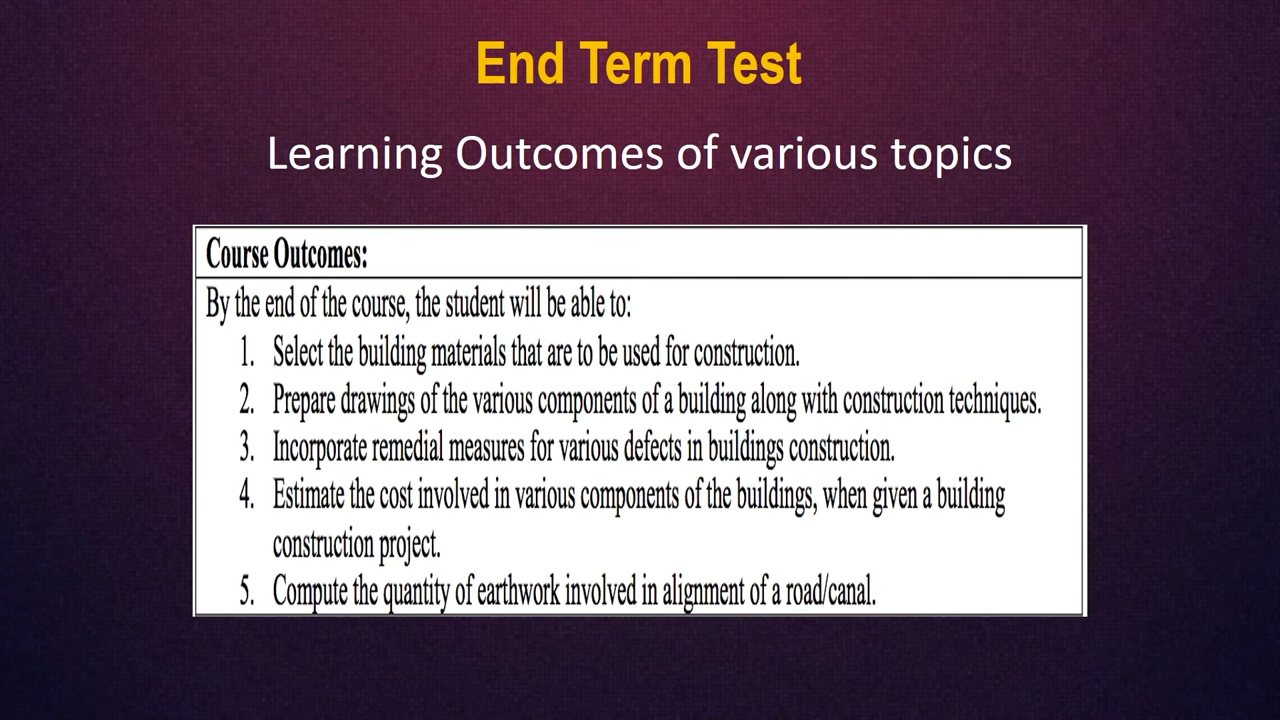 End Term Test
Learning Outcomes of various topics
Course Outcomes:
By the end of the course, the student will be able to:
1. Select the building materials that are to be used for construction.
2. Prepare drawings of the various components of a building along with construction techniques.
3. Incorporate remedial measures for various defects in buildings construction.
4. Estimate the cost involved in various components of the buildings, when given a building
construction project.
5. Compute the quantity of earthwork involved in alignment of a road/canal.